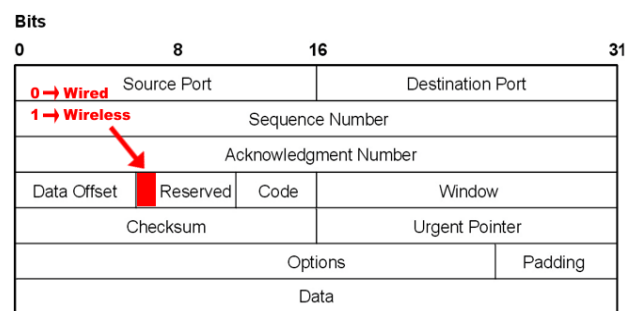 Bits
0 8 16 31
Source Port Destination Port
0 → Wired
1 → Wireless
Sequence Number
Acknowledgment Number
Data Offset Reserved Code Window
Checksum Urgent Pointer
Options Padding
Data